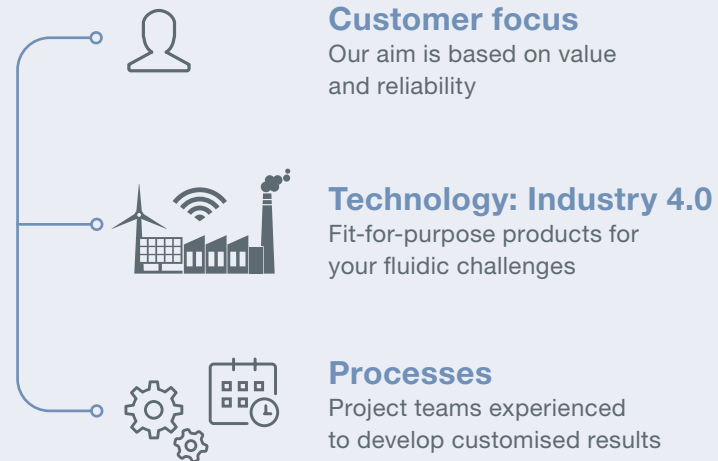 Customer focus
Our aim is based on value
and reliability
Technology: Industry 4.0
Fit-for-purpose products for
your fluidic challenges
Processes
Project teams experienced
to develop customised results